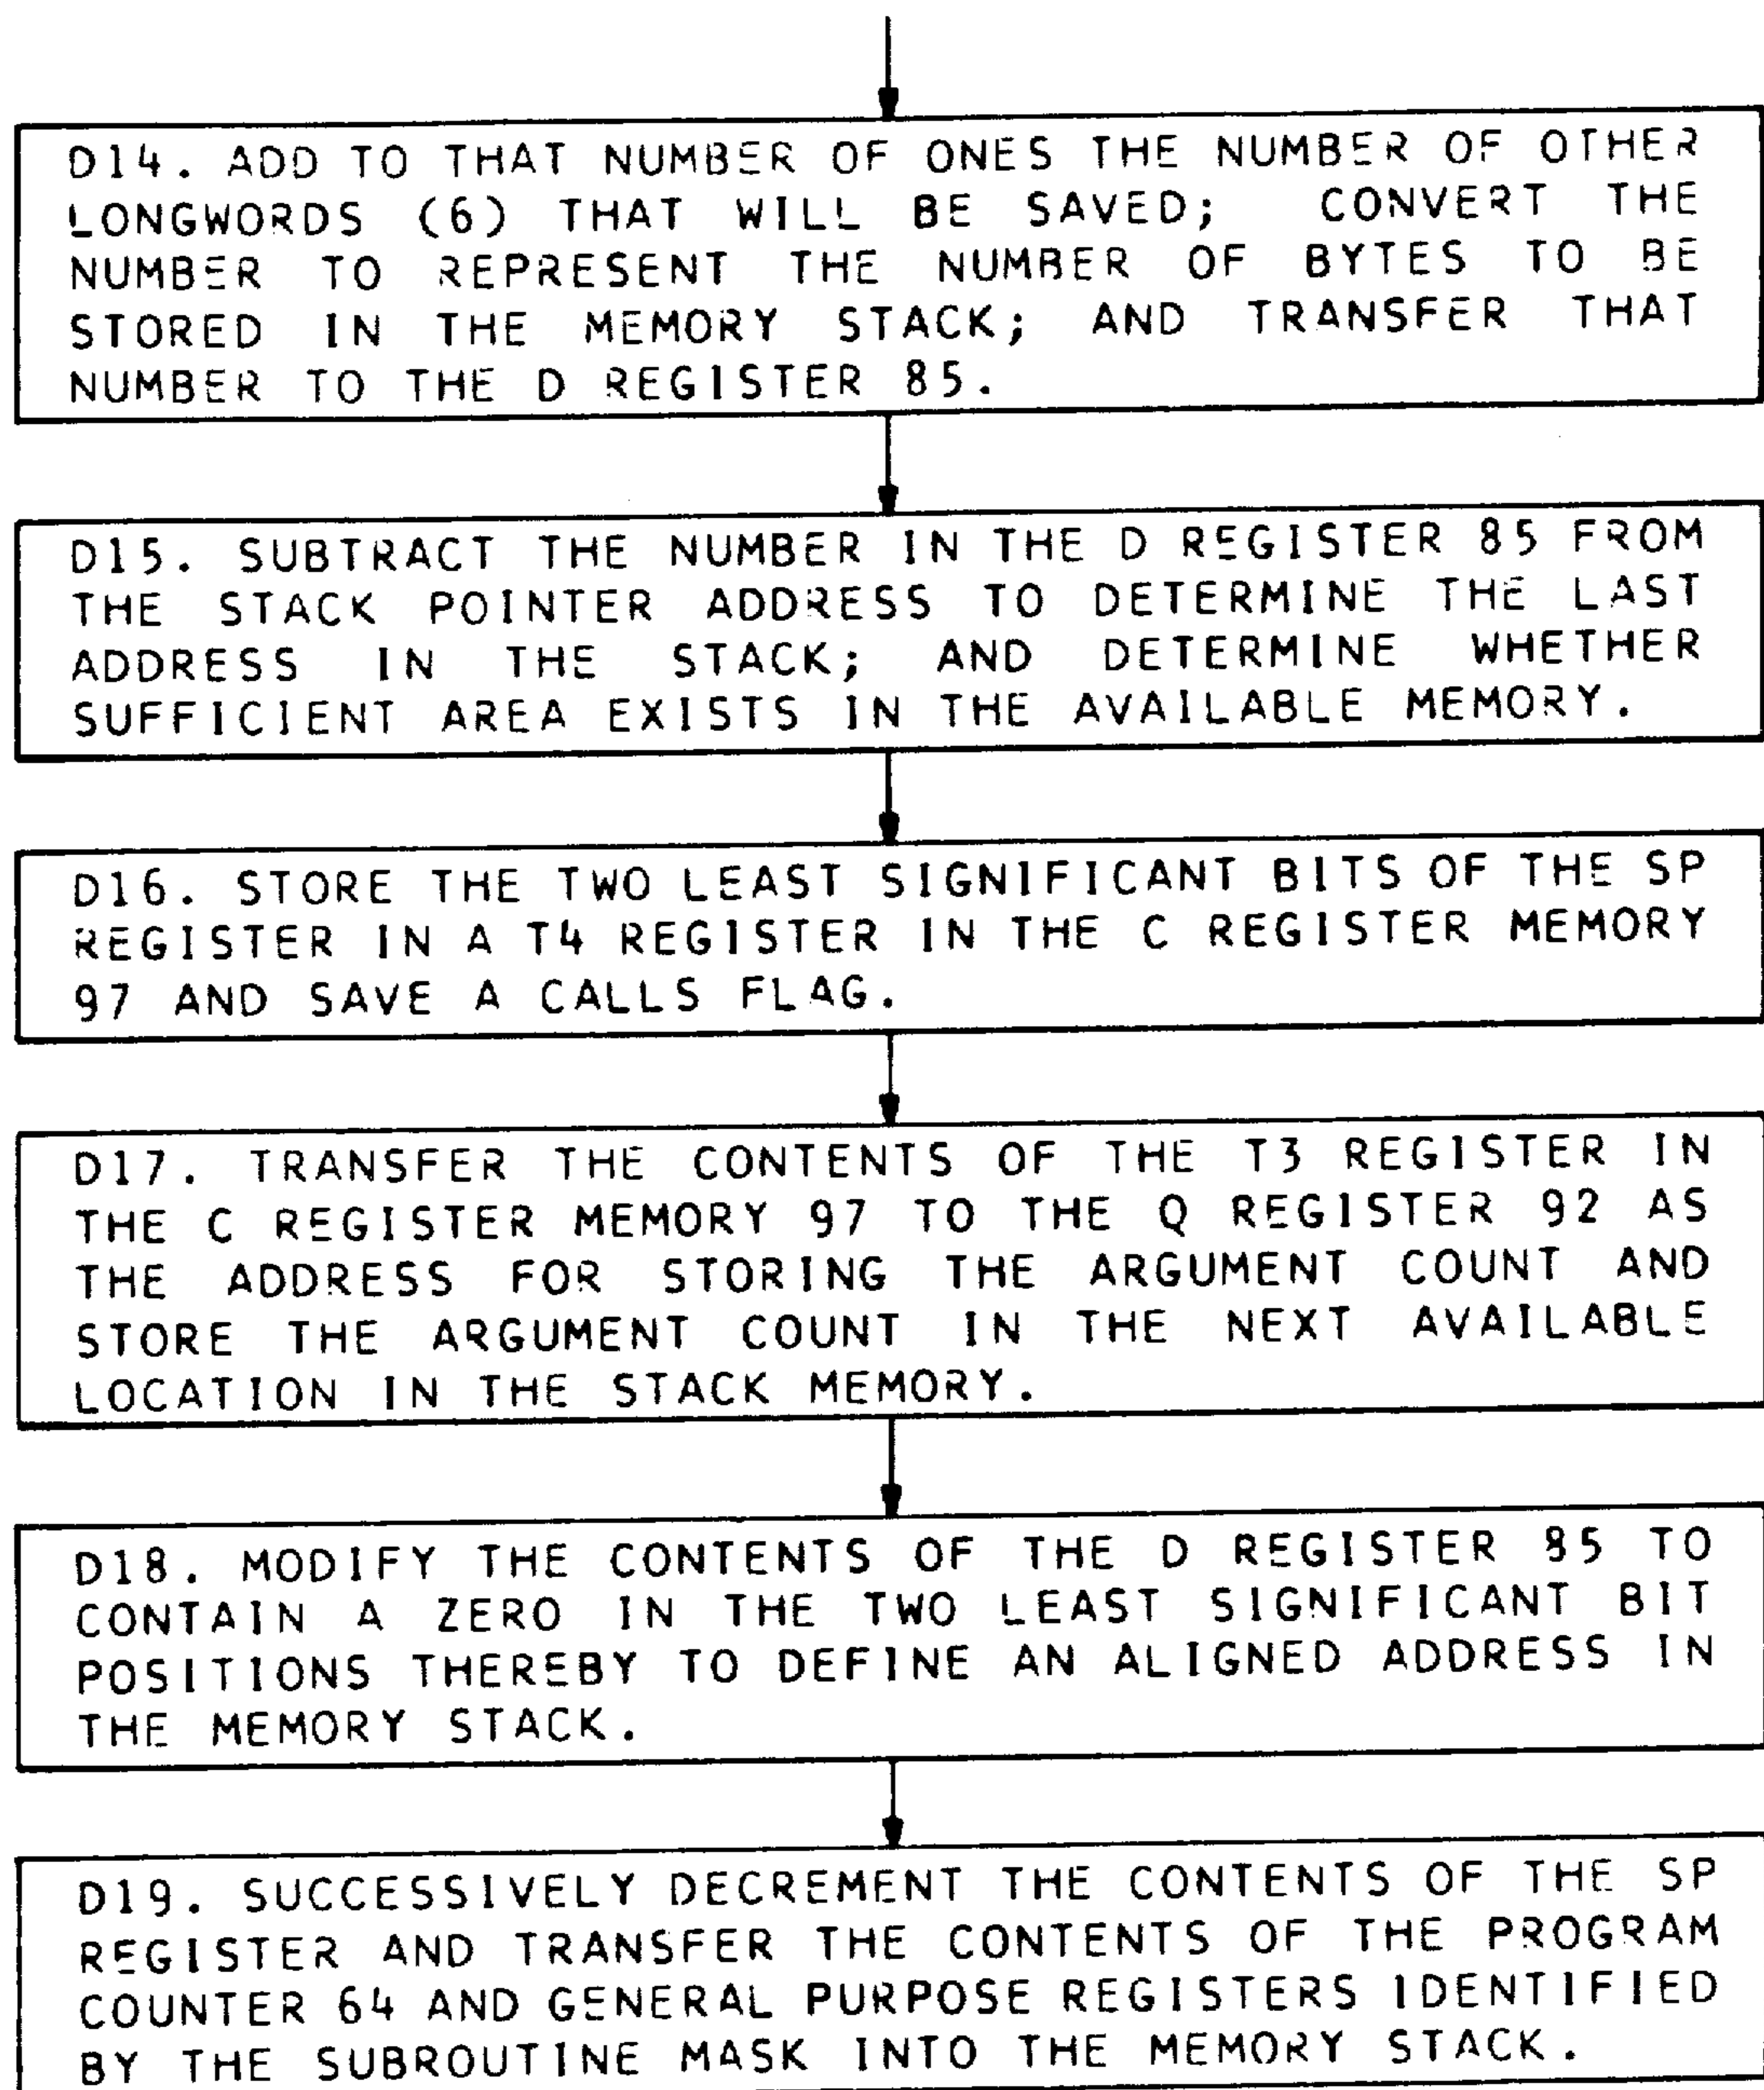 D14. ADD TO THAT NUMBER OF ONES THE NUMBER OF OTHER
LONGWORDS (6) THAT WILL BE SAVED; CONVERT THE
NUMBER TO REPRESENT THE NUMBER OF BYTES TO BE
STORED IN THE MEMORY STACK; AND TRANSFER THAT
NUMBER TO THE D REGISTER 85.
D15. SUBTRACT THE NUMBER IN THE D REGISTER 85 FROM
THE STACK POINTER ADDRESS TO DETERMINE THE LAST
ADDRESS IN THE STACK; AND DETERMINE WHETHER
SUFFICIENT AREA EXISTS IN THE AVAILABLE MEMORY.
D16. STORE THE TWO LEAST SIGNIFICANT BITS OF THE SP
REGISTER IN A T4 REGISTER IN THE C REGISTER MEMORY
97 AND SAVE A CALLS FLAG.
D17. TRANSFER THE CONTENTS OF THE T3 REGISTER IN
THE C REGISTER MEMORY 97 TO THE Q REGISTER 92 AS
THE ADDRESS FOR STORING THE ARGUMENT COUNT AND
STORE THE ARGUMENT COUNT IN THE NEXT AVAILABLE
LOCATION IN THE STACK MEMORY.
D18. MODIFY THE CONTENTS OF THE D REGISTER 85 TO
CONTAIN A ZERO IN THE TWO LEAST SIGNIFICANT BIT
POSITIONS THEREBY TO DEFINE AN ALIGNED ADDRESS IN
THE MEMORY STACK.
D19. SUCCESSIVELY DECREMENT THE CONTENTS OF THE SP
REGISTER AND TRANSFER THE CONTENTS OF THE PROGRAM
COUNTER 64 AND GENERAL PURPOSE REGISTERS IDENTIFIED
BY THE SUBROUTINE MASK INTO THE MEMORY STACK.